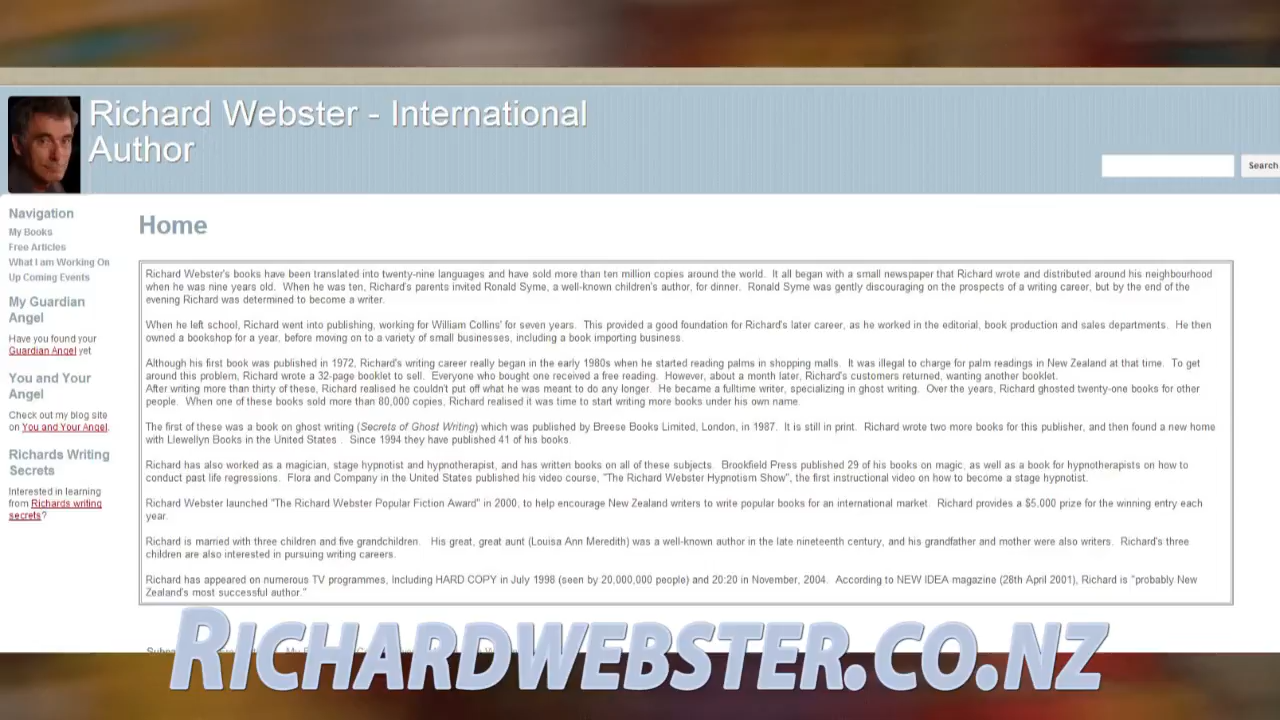 Richard Webster - International
Author
Search
Navigation
My Books
Free Articles
What I am Working On
Up Coming Events
My Guardian
Angel
Have you found your
Guardian Angel yet
You and Your
Angel
Check out my blog site
on You and Your Angel.
Richards Writing
Secrets
Interested in learning
from Richards writing
secrets?
Home
Richard Webster's books have been translated into twenty-nine languages and have sold more than ten million copies around the world. It all began with a small newspaper that Richard wrote and distributed around his neighbourhood
when he was nine years old. When he was ten, Richard's parents invited Ronald Syme, a well-known children's author, for dinner. Ronald Syme was gently discouraging on the prospects of a writing career, but by the end of the
evening Richard was determined to become a writer.
When he left school, Richard went into publishing, working for William Collins' for seven years. This provided a good foundation for Richard's later career, as he worked in the editorial, book production and sales departments. He then
owned a bookshop for a year, before moving on to a variety of small businesses, including a book importing business.
Although his first book was published in 1972, Richard's writing career really began in the early 1980s when he started reading palms in shopping malls. It was illegal to charge for palm readings in New Zealand at that time. To get
around this problem, Richard wrote a 32-page booklet to sell. Everyone who bought one received a free reading. However, about a month later, Richard's customers returned, wanting another booklet.
After writing more than thirty of these, Richard realised he couldn't put off what he was meant to do any longer. He became a fulltime writer, specializing in ghost writing. Over the years, Richard ghosted twenty-one books for other
people. When one of these books sold more than 80,000 copies, Richard realised it was time to start writing more books under his own name.
The first of these was a book on ghost writing (Secrets of Ghost Writing) which was published by Breese Books Limited, London, in 1987. It is still in print. Richard wrote two more books for this publisher, and then found a new home
with Llewellyn Books in the United States . Since 1994 they have published 41 of his books.
Richard has also worked as a magician, stage hypnotist and hypnotherapist, and has written books on all of these subjects. Brookfield Press published 29 of his books on magic, as well as a book for hypnotherapists on how to
conduct past life regressions. Flora and Company in the United States published his video course, "The Richard Webster Hypnotism Show", the first instructional video on how to become a stage hypnotist.
Richard Webster launched "The Richard Webster Popular Fiction Award" in 2000, to help encourage New Zealand writers to write popular books for an international market. Richard provides a $5,000 prize for the winning entry each
year.
Richard is married with three children and five grandchildren. His great, great aunt (Louisa Ann Meredith) was a well-known author in the late nineteenth century, and his grandfather and mother were also writers. Richard's three
children are also interested in pursuing writing careers.
Richard has appeared on numerous TV programmes, Including HARD COPY in July 1998 (seen by 20,000,000 people) and 20:20 in November, 2004. According to NEW IDEA magazine (28th April 2001), Richard is "probably New
Zealand's most successful author."
RICHARDWEBSTER.CO.NZ